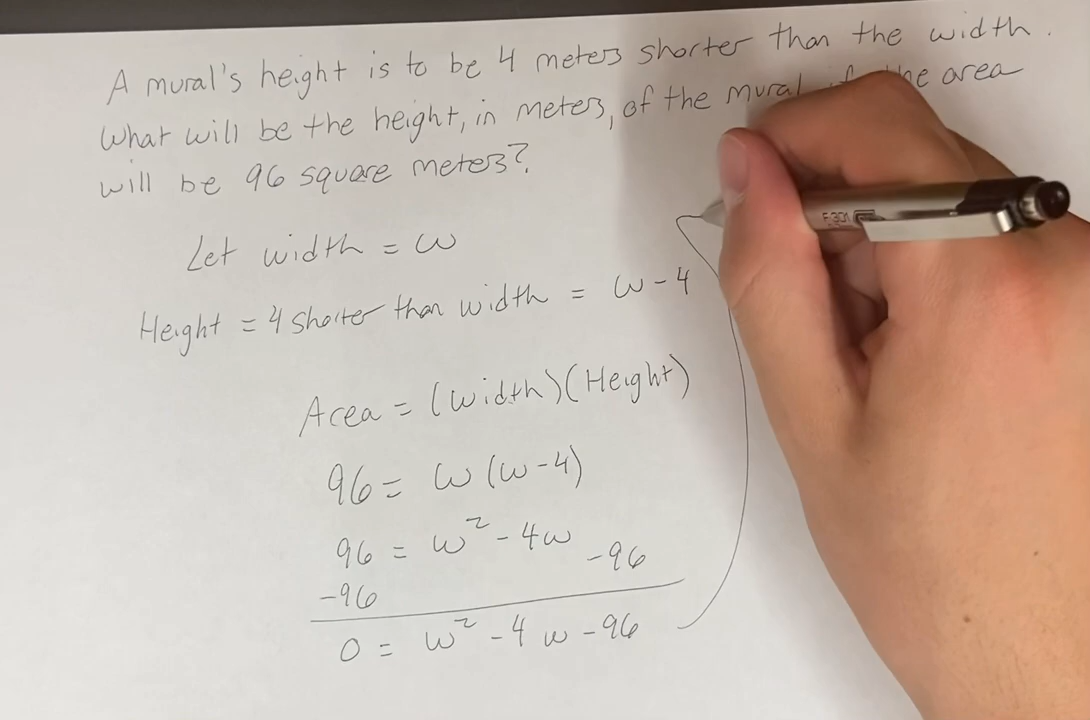 A mural's height is to be 4 meters shorter than the width.
What will be the height, in meters, of the mural the area
will be 96 square meters?
Let width = w
Height = 4 shorter than width = w - 4
Area = (width)(Height)
96 = w (w - 4)
96 = w² - 4w
-96 -96
0 = w² - 4w - 96